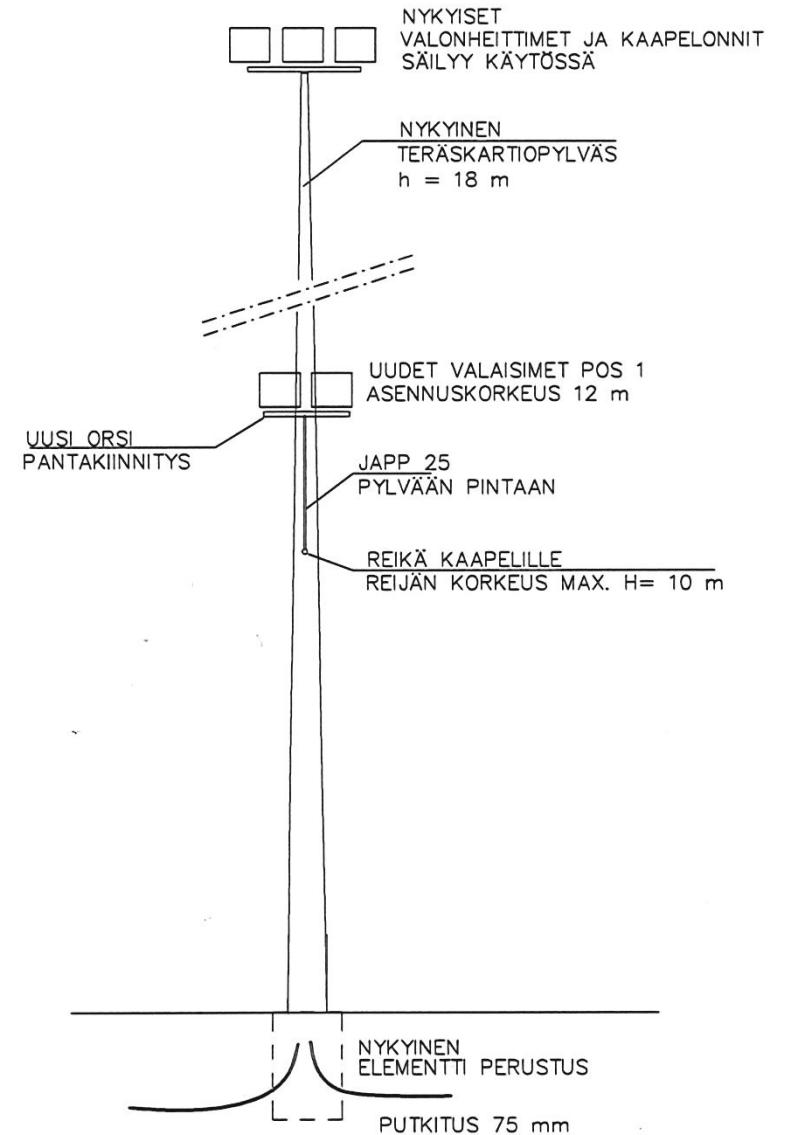 NYKYISET
VALONHEITTIMET JA KAAPELONNIT
SÄILYY KÄYTÖSSÄ
NYKYINEN
TERÄSKARTIOPYLVÄS
h = 18 m
UUDET VALAISIMET POS 1
ASENNUSKORKEUS 12 m
UUSI ORSI
PANTAKIINNITYS
JAPP 25
PYLVÄÄN PINTAAN
REIKÄ KAAPELILLE
REIJÄN KORKEUS MAX. H= 10 m
NYKYINEN
ELEMENTTI PERUSTUS
PUTKITUS 75 mm